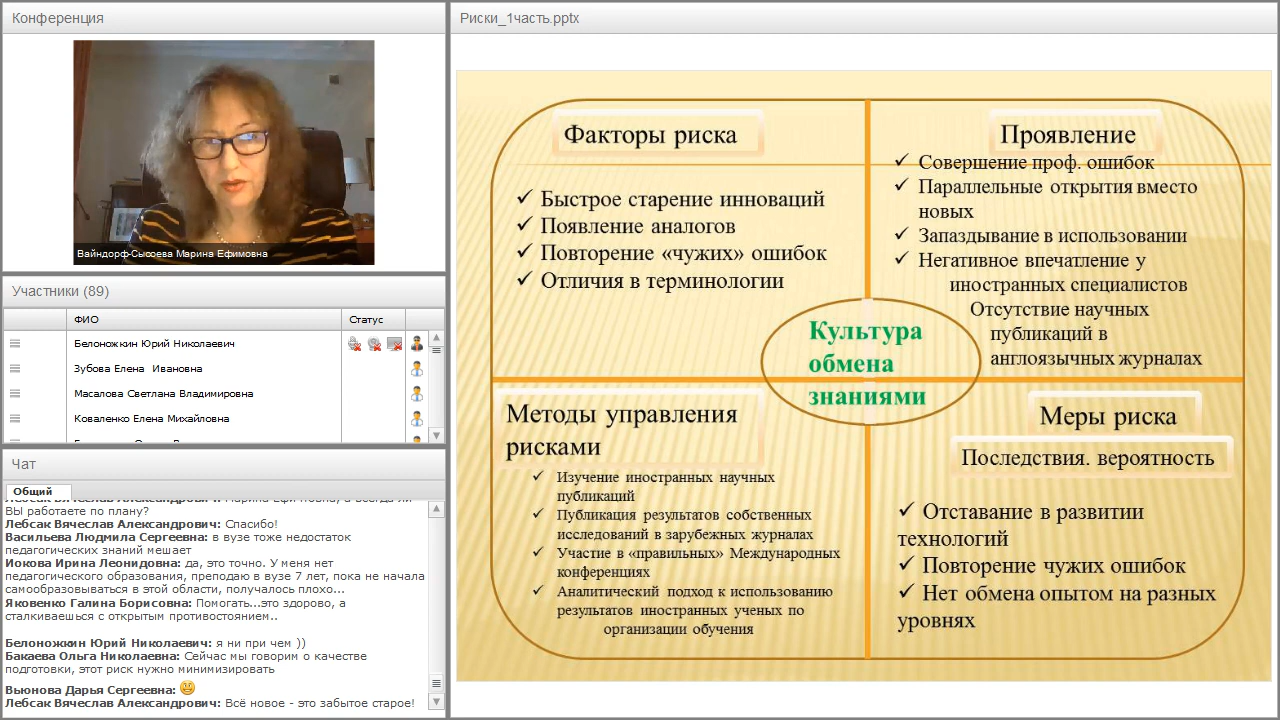 Конференция
Вайндорф-Сысоева Марина Ефимовна
Участники (89)
ФИО
Статус
Белоножкин Юрий Николаевич
Зубова Елена Ивановна
Масалова Светлана Владимировна
Коваленко Елена Михайловна
Чат
Общий
ВЫ работаете по плану?
Лебсак Вячеслав Александрович: Спасибо!
Васильева Людмила Сергеевна: в вузе тоже недостаток
педагогических знаний мешает
Иокова Ирина Леонидовна: да, это точно. У меня нет
педагогического образования, преподаю в вузе 7 лет, пока не начала
самообразовываться в этой области, получалось плохо...
Яковенко Галина Борисовна: Помогать...это здорово, а
сталкиваешься с открытым противостоянием..
Белоножкин Юрий Николаевич: я ни при чем ))
Бакаева Ольга Николаевна: Сейчас мы говорим о качестве
подготовки, этот риск нужно минимизировать
Вьюнова Дарья Сергеевна:
Лебсак Вячеслав Александрович: Всё новое - это забытое старое!
Риски_1часть.pptx
Факторы риска
Быстрое старение инноваций
Появление аналогов
Повторение «чужих» ошибок
Отличия в терминологии
Проявление
Совершение проф. ошибок
Параллельные открытия вместо
новых
Запаздывание в использовании
Негативное впечатление у
иностранных специалистов
Отсутствие научных
публикаций в
англоязычных журналах
Культура
обмена
знаниями
Методы управления
рисками
Изучение иностранных научных
публикаций
Публикация результатов собственных
исследований в зарубежных журналах
Участие в «правильных» Международных
конференциях
Аналитический подход к использованию
результатов иностранных ученых по
организации обучения
Меры риска
Последствия. вероятность
Отставание в развитии
технологий
Повторение чужих ошибок
Нет обмена опытом на разных
уровнях